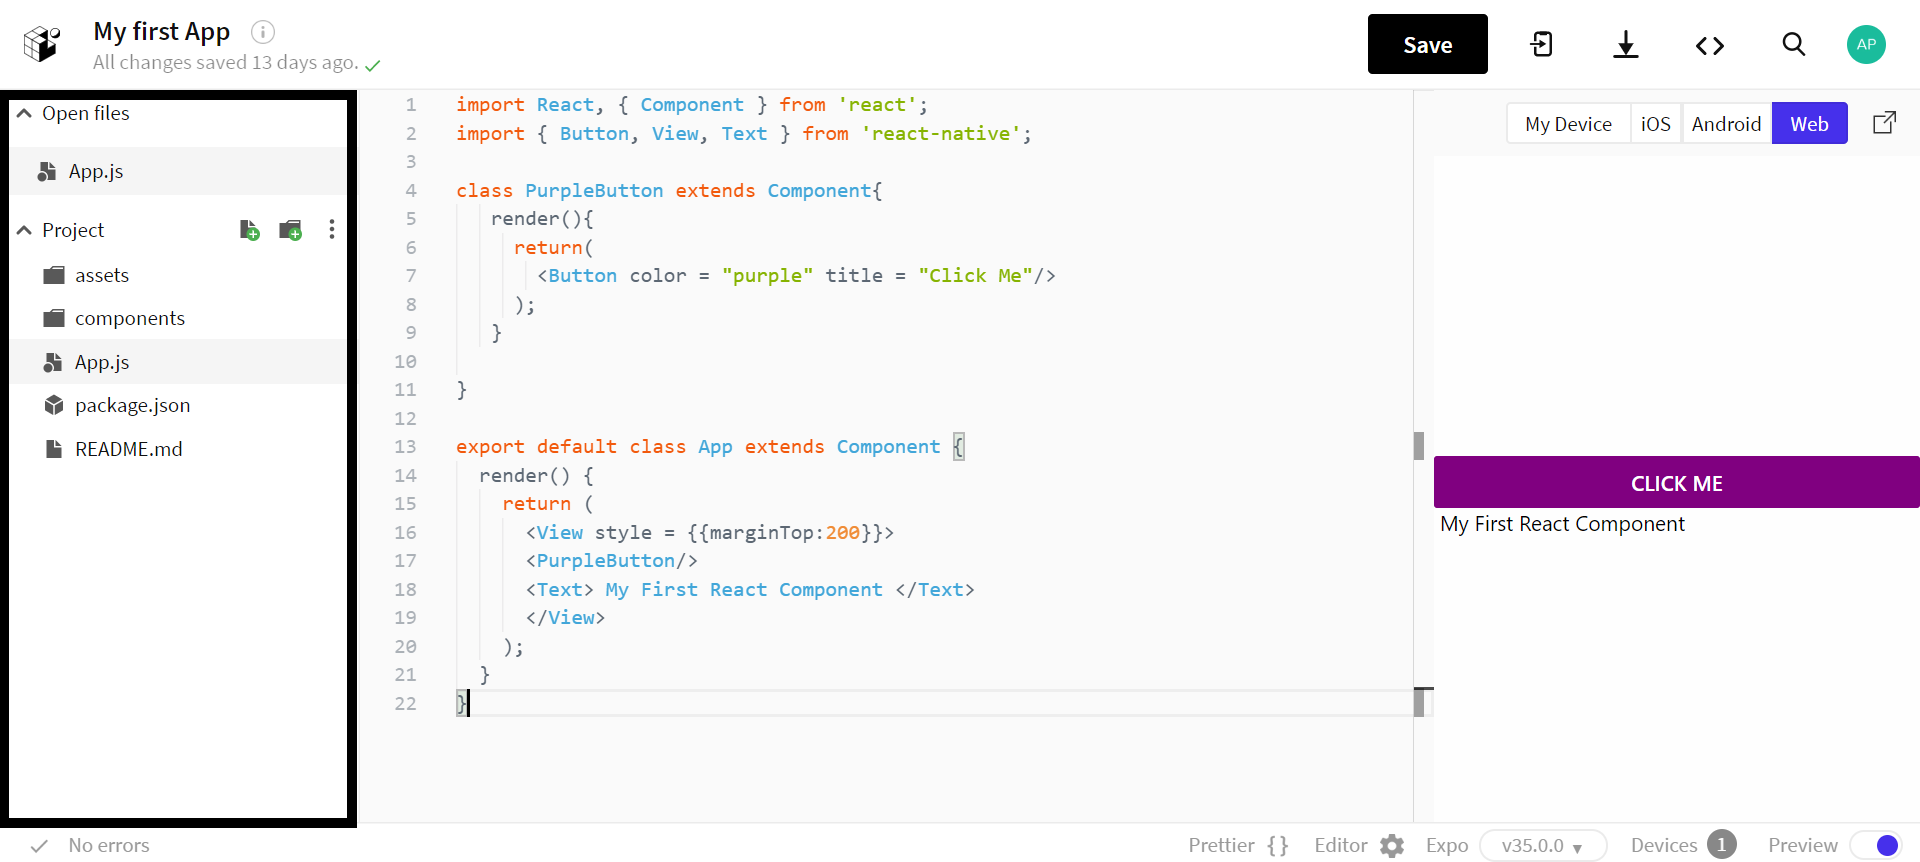 My first App
All changes saved 13 days ago.
Save
AP
Open files
App.js
Project
assets
components
App.js
package.json
README.md
1 import React, { Component } from 'react';
2 import { Button, View, Text } from 'react-native';
3
4 class PurpleButton extends Component{
5 render(){
6 return(
7 <Button color = "purple" title = "Click Me"/>
8 );
9 }
10
11 }
12
13 export default class App extends Component {
14 render() {
15 return (
16 <View style = {{marginTop:200}}>
17 <PurpleButton/>
18 <Text> My First React Component </Text>
19 </View>
20 );
21 }
22 }
My Device iOS Android Web
CLICK ME
My First React Component
No errors
Prettier {} Editor Expo v35.0.0 Devices 1 Preview